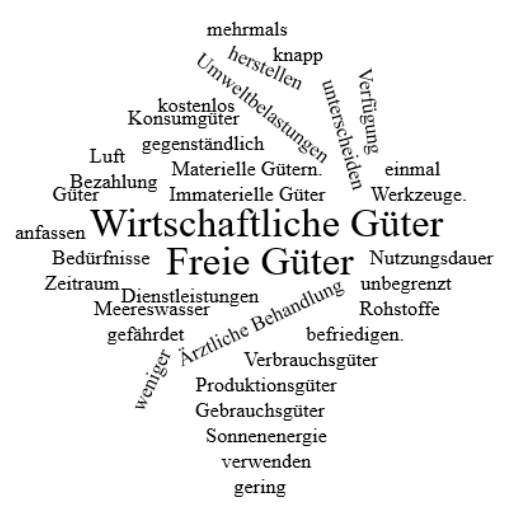 mehrmals
herstellen
knapp
Umweltbelastungen
Verfügung
unterscheiden
kostenlos
Konsumgüter
gegenständlich
Luft
Materielle Gütern.
einmal
Bezahlung
Güter
Immaterielle Güter
Werkzeuge.
anfassen
Wirtschaftliche Güter
Bedürfnisse
Freie Güter
Nutzungsdauer
Zeitraum
Dienstleistungen
unbegrenzt
Meereswasser
Ärztliche Behandlung
Rohstoffe
gefährdet
befriedigen.
weniger
Verbrauchsgüter
Produktionsgüter
Gebrauchsgüter
Sonnenenergie
verwenden
gering